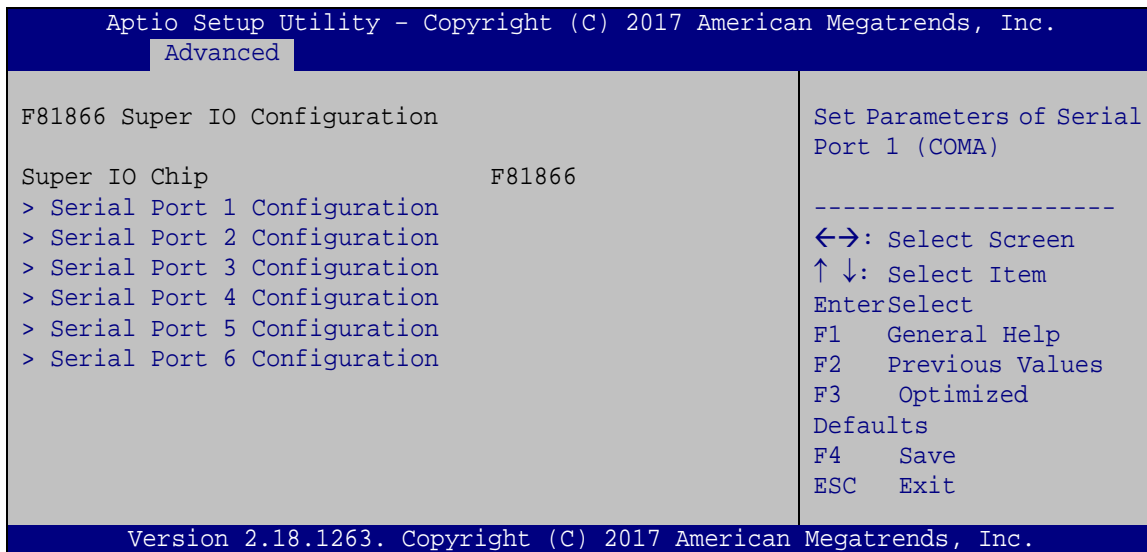 Aptio Setup Utility – Copyright (C) 2017 American Megatrends, Inc.
Advanced
F81866 Super IO Configuration
Super IO Chip F81866
> Serial Port 1 Configuration
> Serial Port 2 Configuration
> Serial Port 3 Configuration
> Serial Port 4 Configuration
> Serial Port 5 Configuration
> Serial Port 6 Configuration
Set Parameters of Serial
Port 1 (COMA)
---------------------
←→: Select Screen
↑ ↓: Select Item
EnterSelect
F1 General Help
F2 Previous Values
F3 Optimized
Defaults
F4 Save
ESC Exit
Version 2.18.1263. Copyright (C) 2017 American Megatrends, Inc.